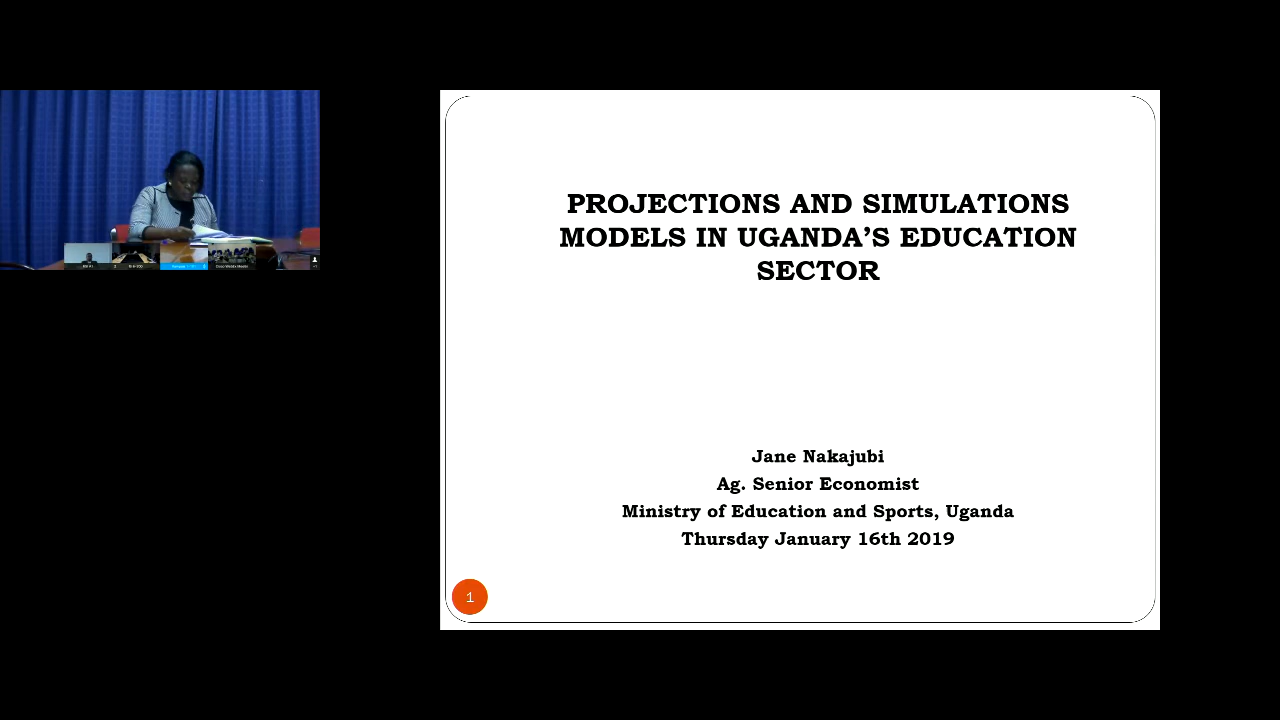 PROJECTIONS AND SIMULATIONS
MODELS IN UGANDA’S EDUCATION
SECTOR
Jane Nakajubi
Ag. Senior Economist
Ministry of Education and Sports, Uganda
Thursday January 16th 2019
1